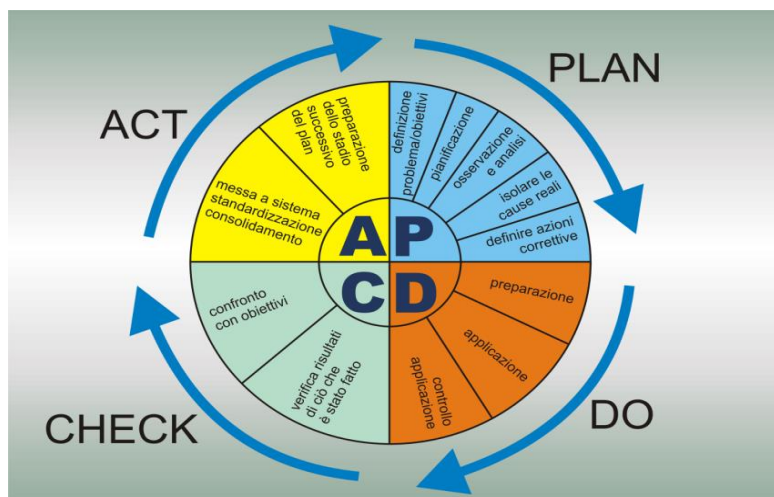 PLAN
definizione
problema/obiettivi
pianificazione
osservazione
e analisi
isolare le
cause reali
definire azioni
correttive
DO
preparazione
applicazione
controllo
applicazione
CHECK
verifica risultati
di ciò che
è stato fatto
confronto
con obiettivi
ACT
messa a sistema
standardizzazione
consolidamento
preparazione
dello stadio
successivo
del plan
A P
C D